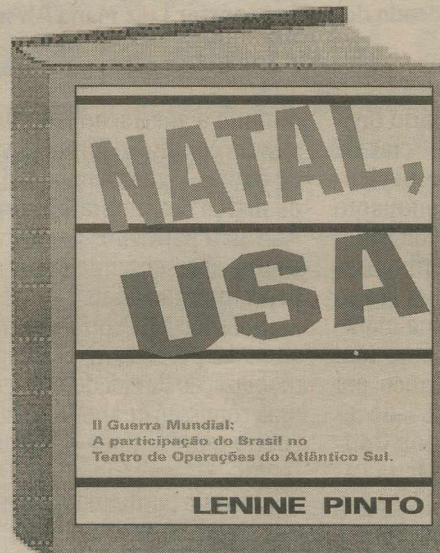 NATAL,
USA
II Guerra Mundial:
A participação do Brasil no
Teatro de Operações do Atlântico Sul.
LENINE PINTO